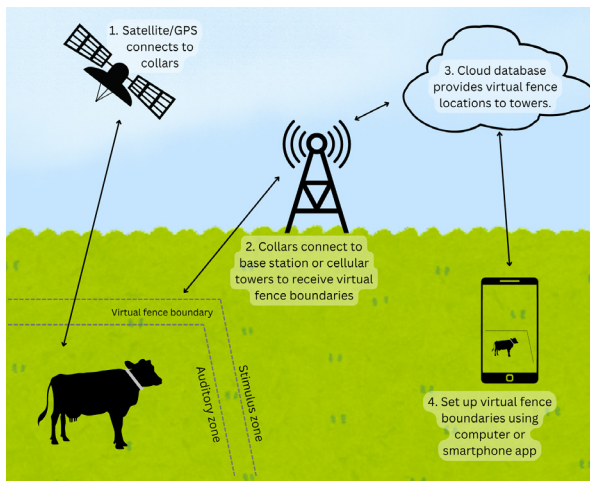 1. Satellite/GPS
connects to
collars
3. Cloud database
provides virtual fence
locations to towers.
2. Collars connect to
base station or cellular
towers to receive virtual
fence boundaries
Virtual fence boundary
Auditory zone
Stimulus zone
4. Set up virtual fence
boundaries using
computer or
smartphone app